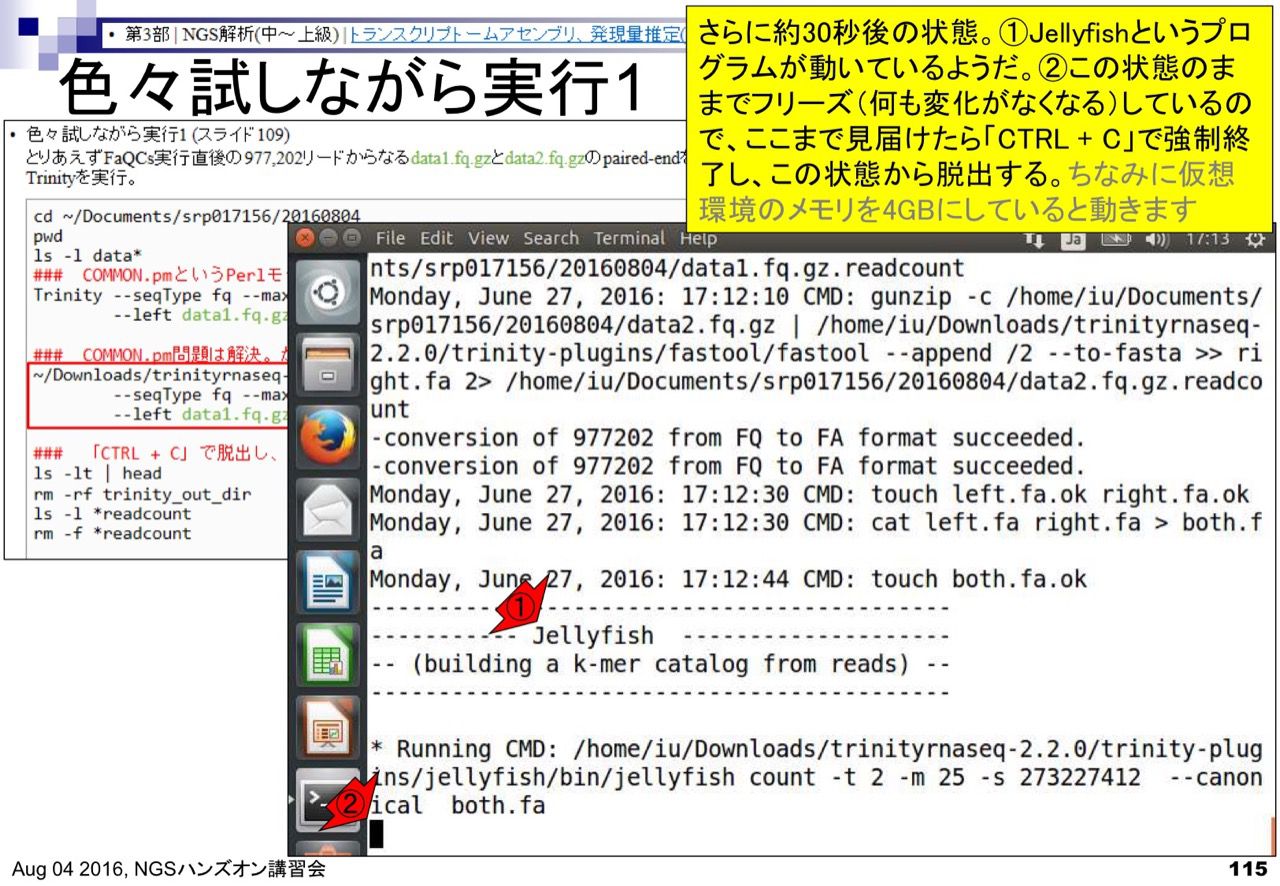 • 第3部 | NGS解析(中～上級) | トランスクリプトームアセンブリ、発現量推定(
色々試しながら実行1
さらに約30秒後の状態。①Jellyfishというプロ
グラムが動いているようだ。②この状態のま
までフリーズ（何も変化がなくなる）しているの
で、ここまで見届けたら「CTRL + C」で強制終
了し、この状態から脱出する。ちなみに仮想
環境のメモリを4GBにしていると動きます
• 色々試しながら実行1 (スライド109)
とりあえずFaQCs実行直後の977,202リードからなるdata1.fq.gzとdata2.fq.gzのpaired-end
Trinityを実行。
cd ~/Documents/srp017156/20160804
pwd
ls -l data*
### COMMON.pmというPerlモ
Trinity --seqType fq --max
--left data1.fq.gz
### COMMON.pm問題は解決。
~/Downloads/trinityrnaseq-
--seqType fq --max
--left data1.fq.gz
### 「CTRL + C」で脱出し、
ls -lt | head
rm -rf trinity_out_dir
ls -l *readcount
rm -f *readcount
File Edit View Search Terminal Help
Ja
17:13
nts/srp017156/20160804/data1.fq.gz.readcount
Monday, June 27, 2016: 17:12:10 CMD: gunzip -c /home/iu/Documents/
srp017156/20160804/data2.fq.gz | /home/iu/Downloads/trinityrnaseq-
2.2.0/trinity-plugins/fastool/fastool --append /2 --to-fasta >> ri
ght.fa 2> /home/iu/Documents/srp017156/20160804/data2.fq.gz.readco
unt
-conversion of 977202 from FQ to FA format succeeded.
-conversion of 977202 from FQ to FA format succeeded.
Monday, June 27, 2016: 17:12:30 CMD: touch left.fa.ok right.fa.ok
Monday, June 27, 2016: 17:12:30 CMD: cat left.fa right.fa > both.f
a
Monday, June 27, 2016: 17:12:44 CMD: touch both.fa.ok
-------------------------------------------
①
----------- Jellyfish --------------------
-- (building a k-mer catalog from reads) --
-------------------------------------------
* Running CMD: /home/iu/Downloads/trinityrnaseq-2.2.0/trinity-plug
ins/jellyfish/bin/jellyfish count -t 2 -m 25 -s 273227412  --canon
ical  both.fa
②
Aug 04 2016, NGSハンズオン講習会
115